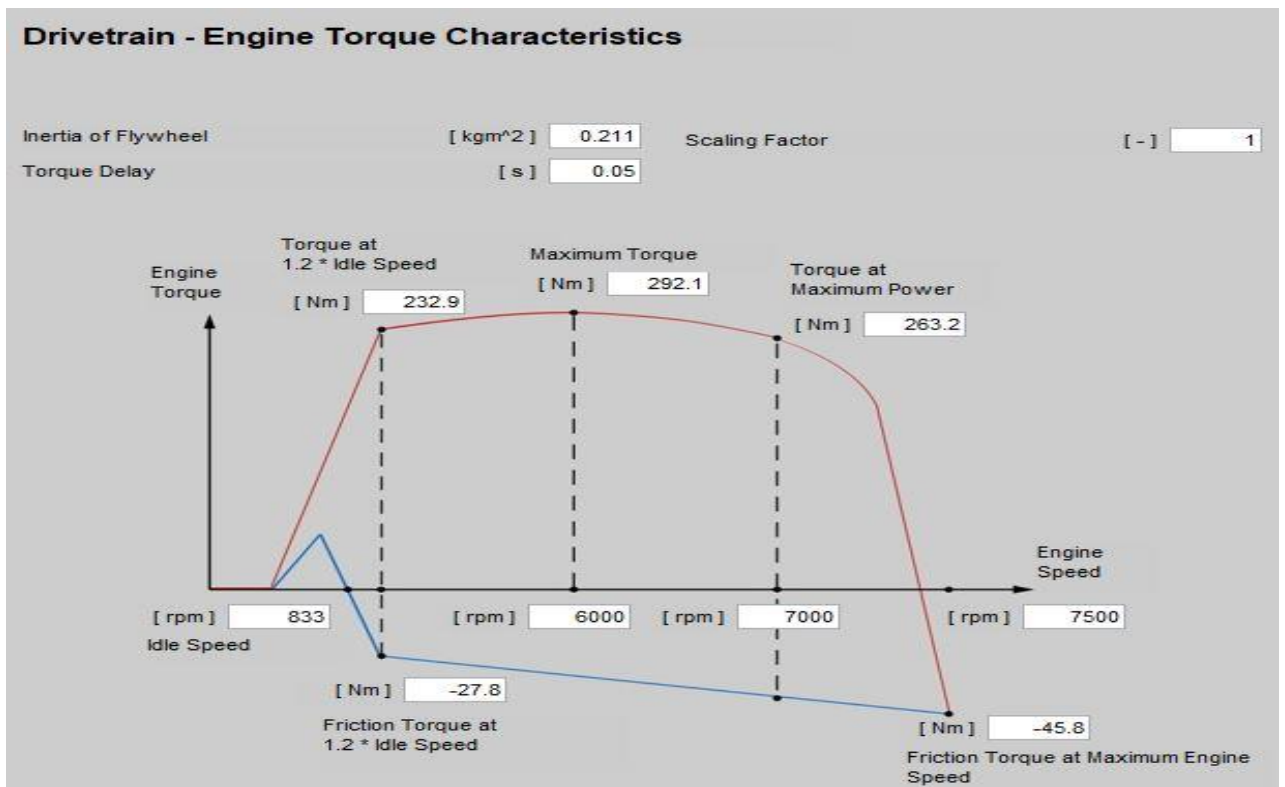 Drivetrain - Engine Torque Characteristics
Inertia of Flywheel [ kgm^2 ] 0.211 Scaling Factor [ - ] 1
Torque Delay [ s ] 0.05
Torque at
1.2 * Idle Speed
[ Nm ] 232.9
Maximum Torque
[ Nm ] 292.1
Torque at
Maximum Power
[ Nm ] 263.2
Engine
Torque
Engine
Speed
[ rpm ] 833 [ rpm ] 6000 [ rpm ] 7000 [ rpm ] 7500
Idle Speed
[ Nm ] -27.8
Friction Torque at
1.2 * Idle Speed
[ Nm ] -45.8
Friction Torque at Maximum Engine
Speed